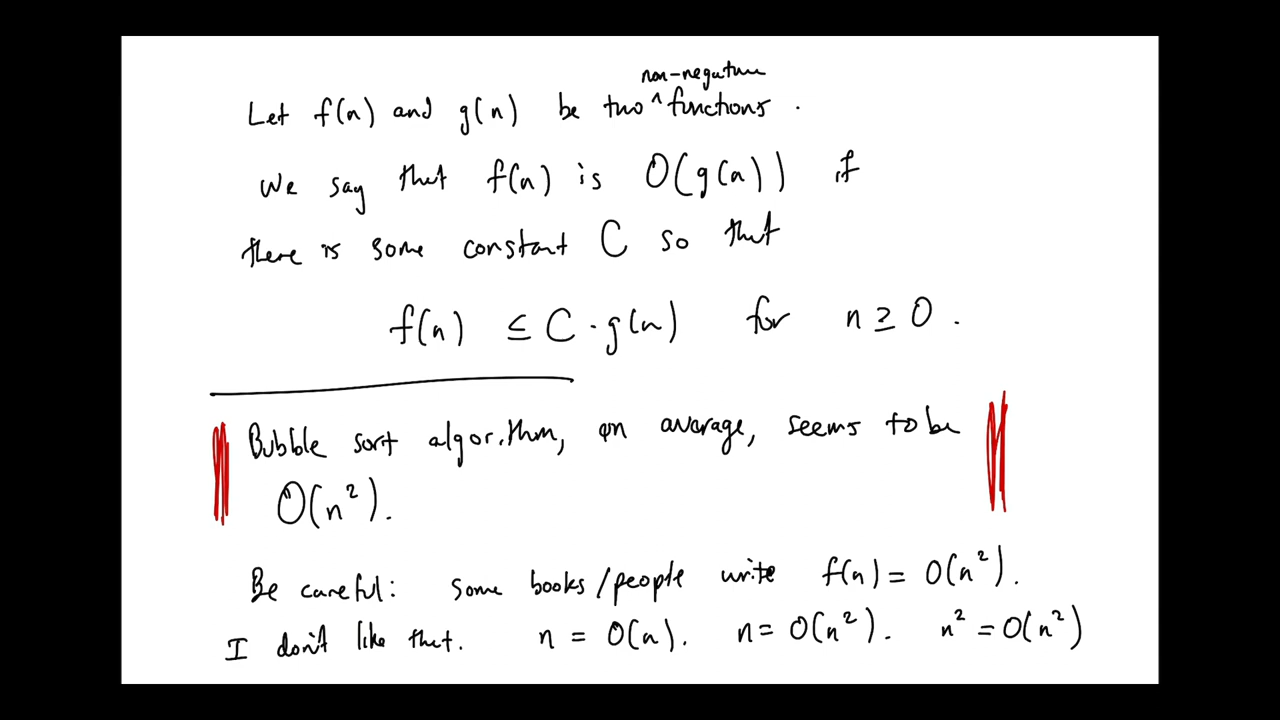 non-negative
Let f(n) and g(n) be two ^ functions.
We say that f(n) is O(g(n)) if
there is some constant C so that
f(n) ≤ C · g(n) for n ≥ 0.
Bubble sort algorithm, on average, seems to be
O(n²).
Be careful: some books/people write f(n) = O(n²).
I don't like that. n = O(n). n = O(n²). n² = O(n²)